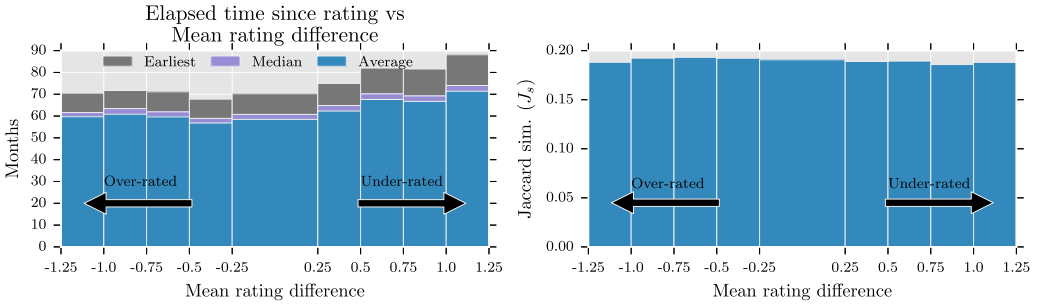 Elapsed time since rating vs
Mean rating difference
Earliest
Median
Average
90
80
70
60
50
40
30
20
10
0
Months
Over-rated
Under-rated
-1.25
-1.0
-0.75
-0.5
-0.25
0.25
0.5
0.75
1.0
1.25
Mean rating difference
0.20
0.15
0.10
0.05
0.00
Jaccard sim. (Js)
Over-rated
Under-rated
-1.25
-1.0
-0.75
-0.5
-0.25
0.25
0.5
0.75
1.0
1.25
Mean rating difference